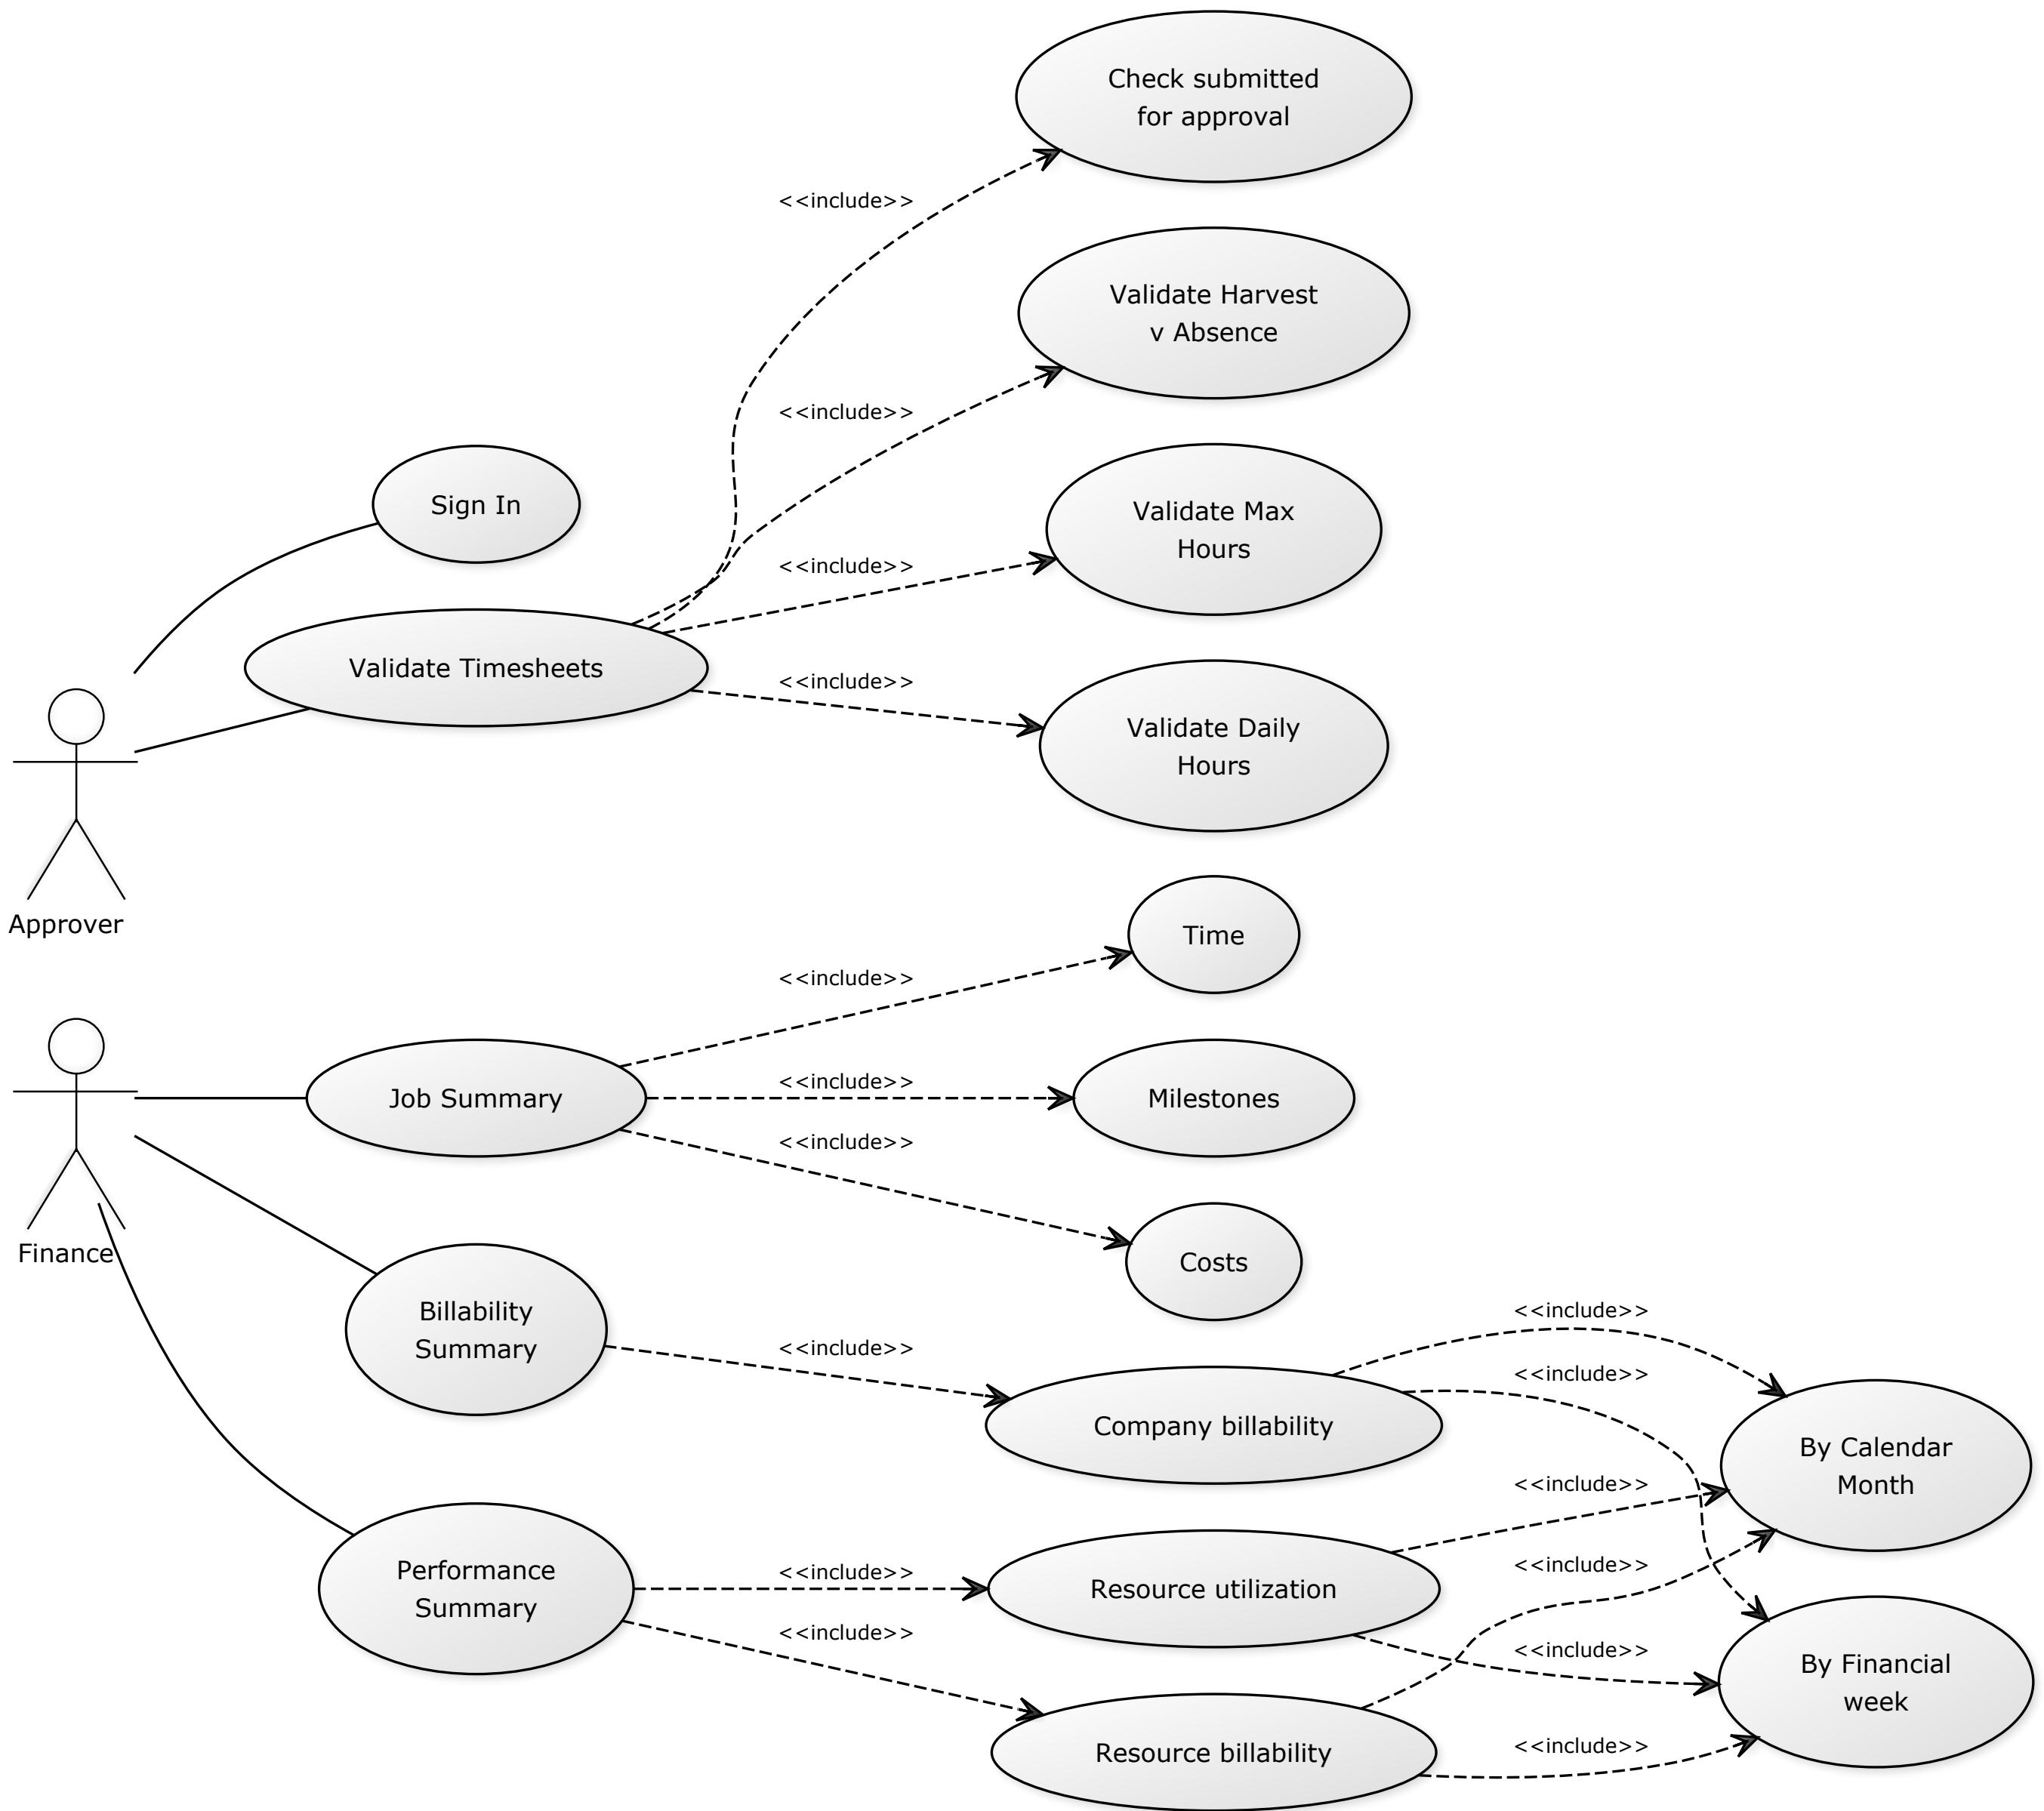 Check submitted
for approval
<<include>>
Validate Harvest
v Absence
<<include>>
Sign In
Validate Max
Hours
<<include>>
Validate Timesheets
<<include>>
Validate Daily
Hours
Approver
Time
<<include>>
Job Summary
<<include>>
Milestones
<<include>>
Finance
Costs
Billability
Summary
<<include>>
<<include>>
<<include>>
Company billability
By Calendar
Month
<<include>>
Performance
Summary
<<include>>
Resource utilization
<<include>>
<<include>>
<<include>>
By Financial
week
Resource billability
<<include>>